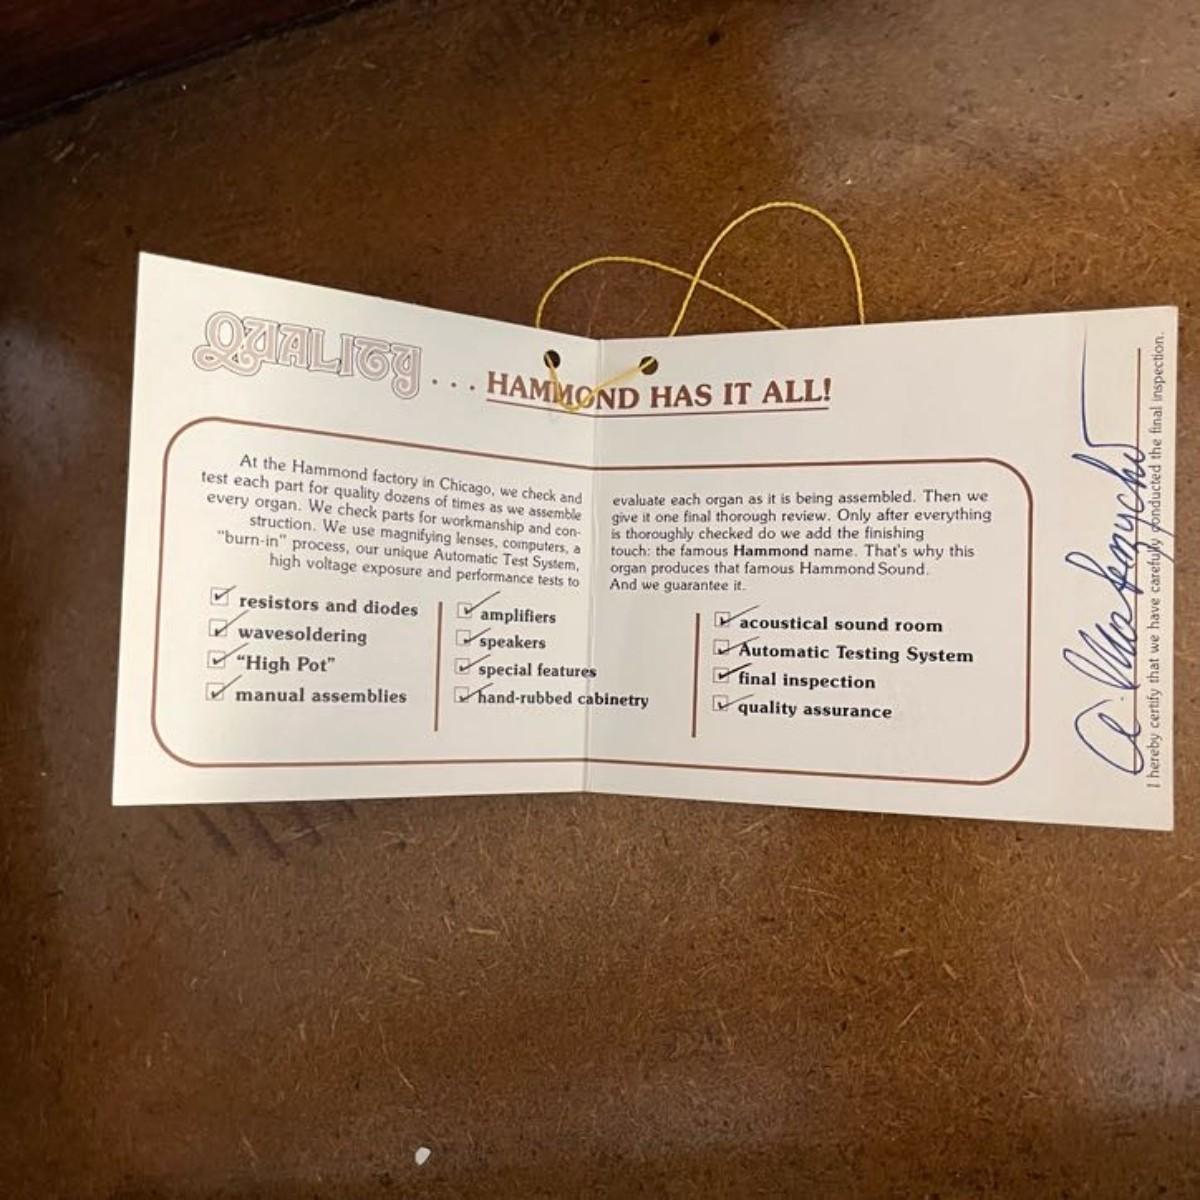 QUALITY . . . HAMMOND HAS IT ALL!
At the Hammond factory in Chicago, we check and
test each part for quality dozens of times as we assemble
every organ. We check parts for workmanship and con-
struction. We use magnifying lenses, computers, a
"burn-in" process, our unique Automatic Test System,
high voltage exposure and performance tests to
evaluate each organ as it is being assembled. Then we
give it one final thorough review. Only after everything
is thoroughly checked do we add the finishing
touch: the famous Hammond name. That's why this
organ produces that famous Hammond Sound.
And we guarantee it.
resistors and diodes
wavesoldering
"High Pot"
manual assemblies
amplifiers
speakers
special features
hand-rubbed cabinetry
acoustical sound room
Automatic Testing System
final inspection
quality assurance
I hereby certify that we have carefully conducted the final inspection.